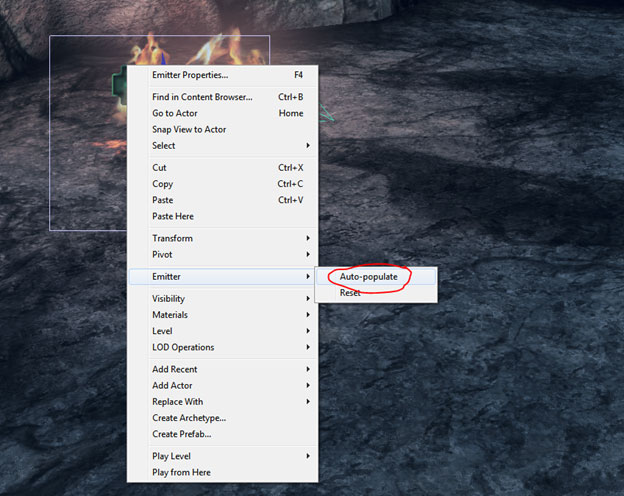 Emitter Properties... F4
Find in Content Browser... Ctrl+B
Go to Actor Home
Snap View to Actor
Select
Cut Ctrl+X
Copy Ctrl+C
Paste Ctrl+V
Paste Here
Transform
Pivot
Emitter
Auto-populate
Reset
Visibility
Materials
Level
LOD Operations
Add Recent
Add Actor
Replace With
Create Archetype...
Create Prefab...
Play Level
Play from Here